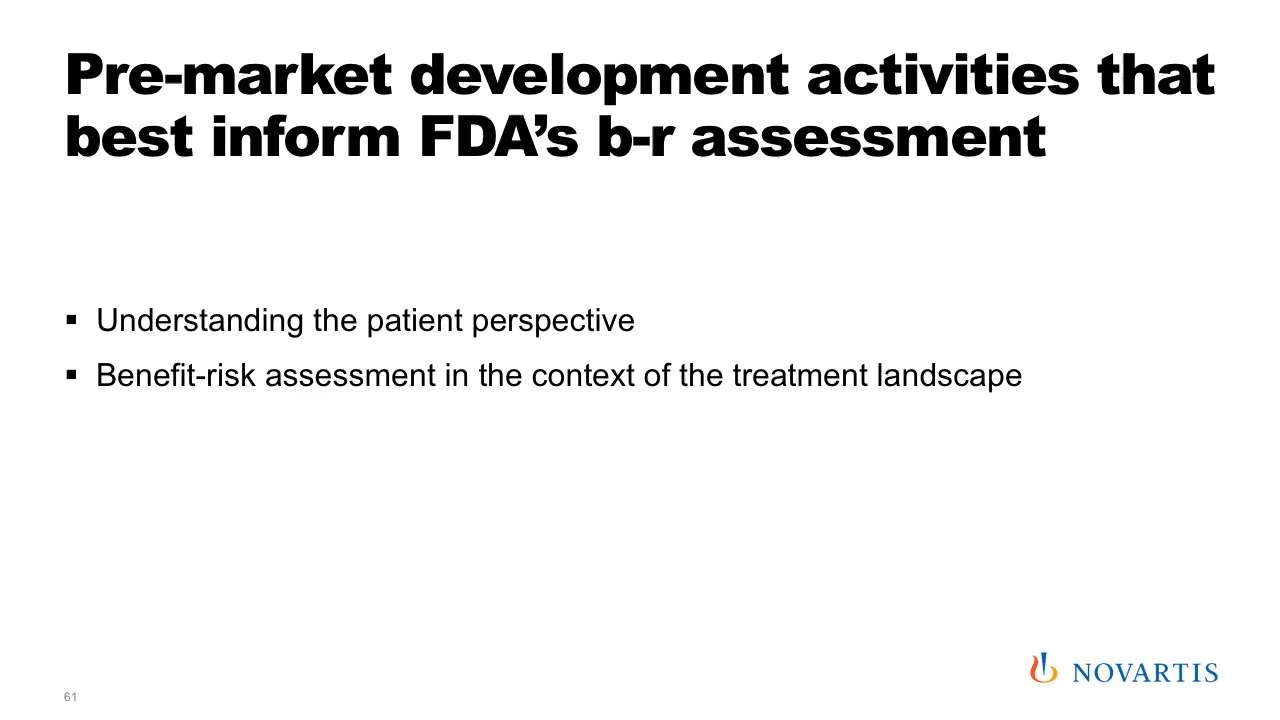 Pre-market development activities that
best inform FDA’s b-r assessment
▪ Understanding the patient perspective
▪ Benefit-risk assessment in the context of the treatment landscape
NOVARTIS
61